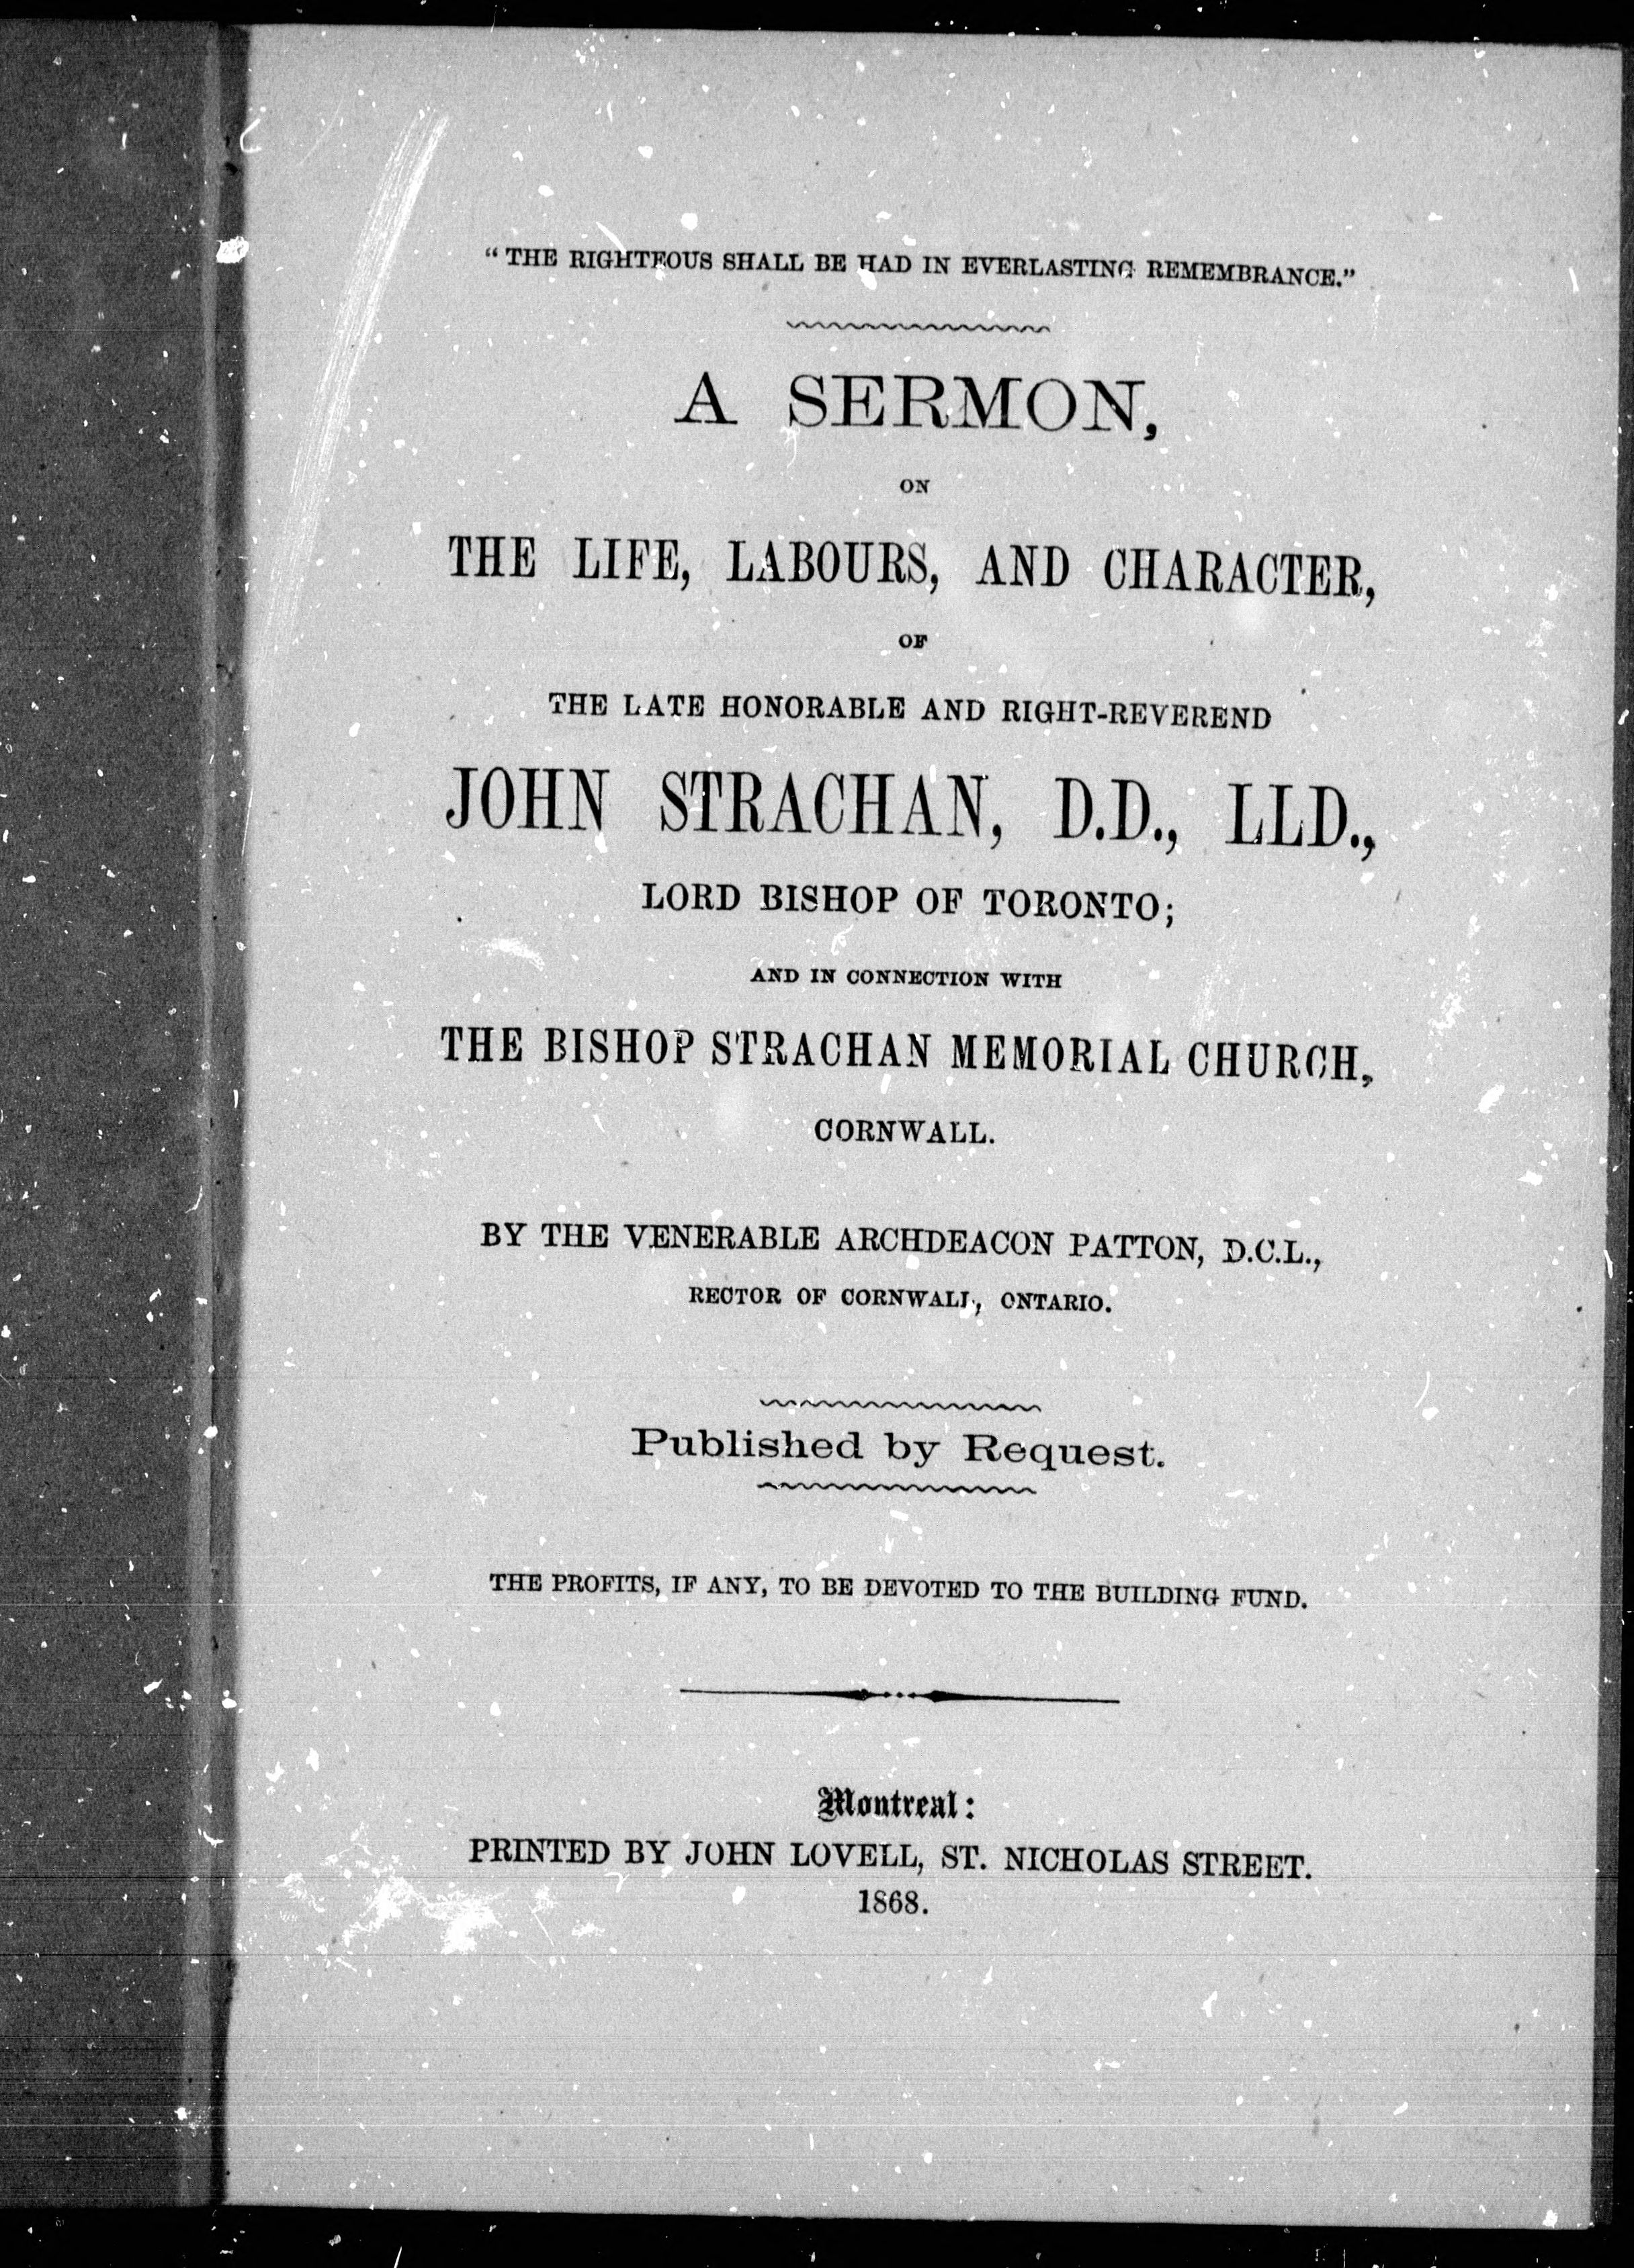 “THE RIGHTEOUS SHALL BE HAD IN EVERLASTING REMEMBRANCE.”
A SERMON,
ON
THE LIFE, LABOURS, AND CHARACTER,
OF
THE LATE HONORABLE AND RIGHT-REVEREND
JOHN STRACHAN, D.D., LLD.,
LORD BISHOP OF TORONTO;
AND IN CONNECTION WITH
THE BISHOP STRACHAN MEMORIAL CHURCH,
CORNWALL.
BY THE VENERABLE ARCHDEACON PATTON, D.C.L.,
RECTOR OF CORNWALL, ONTARIO.
Published by Request.
THE PROFITS, IF ANY, TO BE DEVOTED TO THE BUILDING FUND.
Montreal:
PRINTED BY JOHN LOVELL, ST. NICHOLAS STREET.
1868.